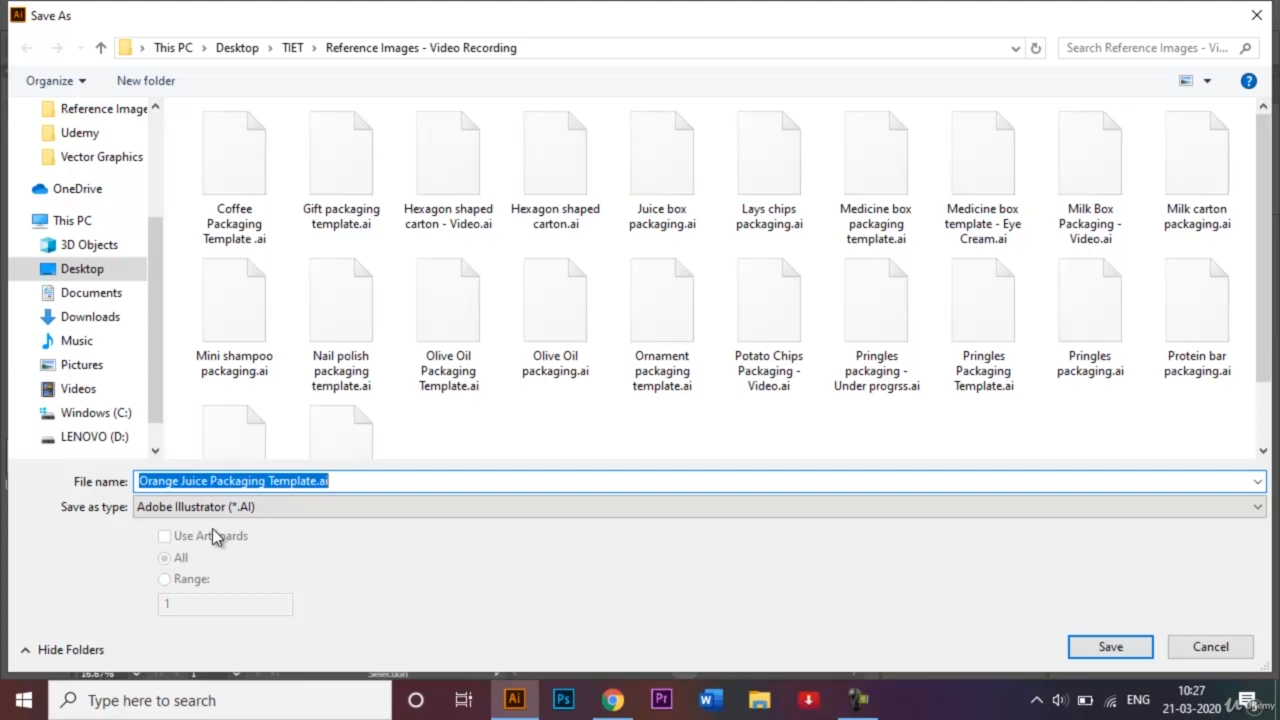 Save As
This PC > Desktop > TIET > Reference Images - Video Recording
Search Reference Images - Vi...
Organize
New folder
Reference Image
Udemy
Vector Graphics
OneDrive
This PC
3D Objects
Desktop
Documents
Downloads
Music
Pictures
Videos
Windows (C:)
LENOVO (D:)
Coffee
Packaging
Template .ai
Gift packaging
template.ai
Hexagon shaped
carton - Video.ai
Hexagon shaped
carton.ai
Juice box
packaging.ai
Lays chips
packaging.ai
Medicine box
packaging
template.ai
Medicine box
template - Eye
Cream.ai
Milk Box
Packaging -
Video.ai
Milk carton
packaging.ai
Mini shampoo
packaging.ai
Nail polish
packaging
template.ai
Olive Oil
Packaging
Template.ai
Olive Oil
packaging.ai
Ornament
packaging
template.ai
Potato Chips
Packaging -
Video.ai
Pringles
packaging -
Under progrss.ai
Pringles
Packaging
Template.ai
Pringles
packaging.ai
Protein bar
packaging.ai
File name: Orange Juice Packaging Template.ai
Save as type: Adobe Illustrator (*.AI)
Use Artboards
All
Range:
1
Hide Folders
Save
Cancel
16.67%
1
Selection
Type here to search
Ai
Ps
Pr
ENG
10:27
21-03-2020
Udemy